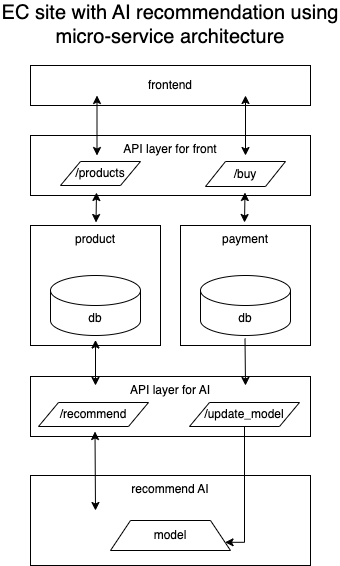 EC site with AI recommendation using
micro-service architecture
frontend
API layer for front
/products
/buy
product
payment
db
db
API layer for AI
/recommend
/update_model
recommend AI
model